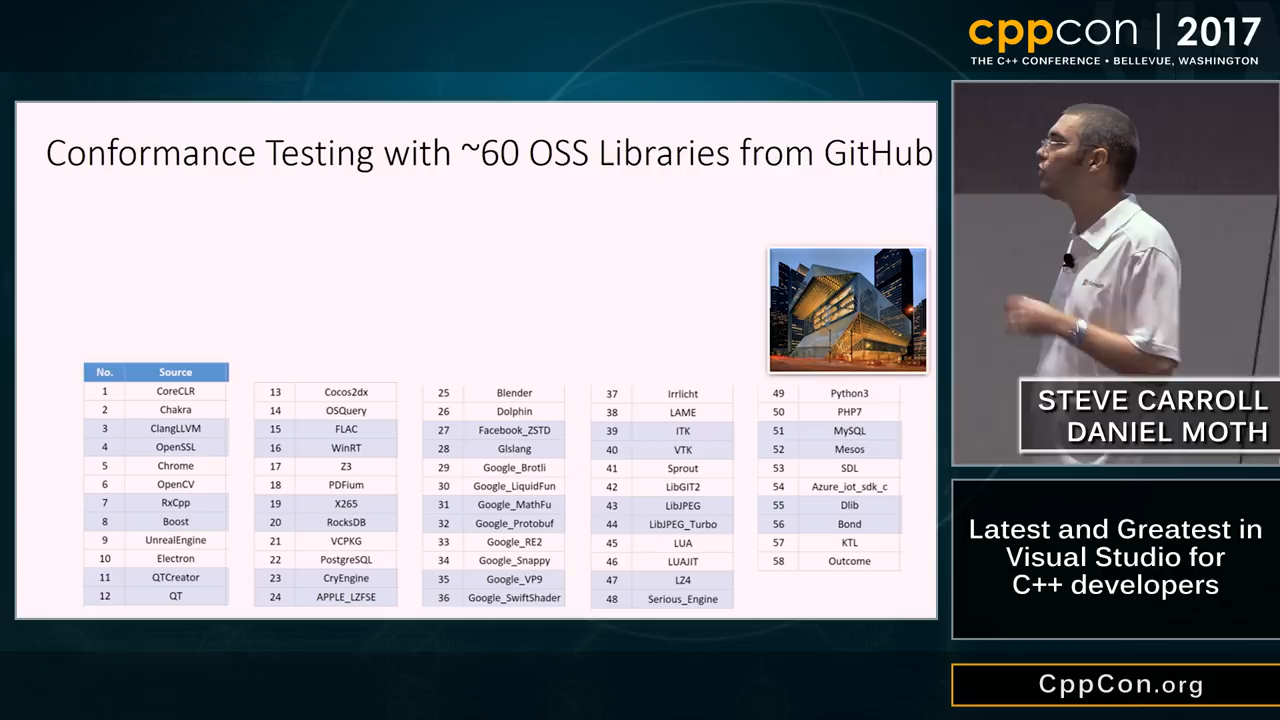 cppcon | 2017
THE C++ CONFERENCE • BELLEVUE, WASHINGTON
Conformance Testing with ~60 OSS Libraries from GitHub
No. Source
1 CoreCLR
2 Chakra
3 ClangLLVM
4 OpenSSL
5 Chrome
6 OpenCV
7 RxCpp
8 Boost
9 UnrealEngine
10 Electron
11 QTCreator
12 QT
13 Cocos2dx
14 OSQuery
15 FLAC
16 WinRT
17 Z3
18 PDFium
19 X265
20 RocksDB
21 VCPKG
22 PostgreSQL
23 CryEngine
24 APPLE_LZFSE
25 Blender
26 Dolphin
27 Facebook_ZSTD
28 Glslang
29 Google_Brotli
30 Google_LiquidFun
31 Google_MathFu
32 Google_Protobuf
33 Google_RE2
34 Google_Snappy
35 Google_VP9
36 Google_SwiftShader
37 Irrlicht
38 LAME
39 ITK
40 VTK
41 Sprout
42 LibGIT2
43 LibJPEG
44 LibJPEG_Turbo
45 LUA
46 LUAJIT
47 LZ4
48 Serious_Engine
49 Python3
50 PHP7
51 MySQL
52 Mesos
53 SDL
54 Azure_iot_sdk_c
55 Dlib
56 Bond
57 KTL
58 Outcome
STEVE CARROLL
DANIEL MOTH
Latest and Greatest in
Visual Studio for
C++ developers
CppCon.org